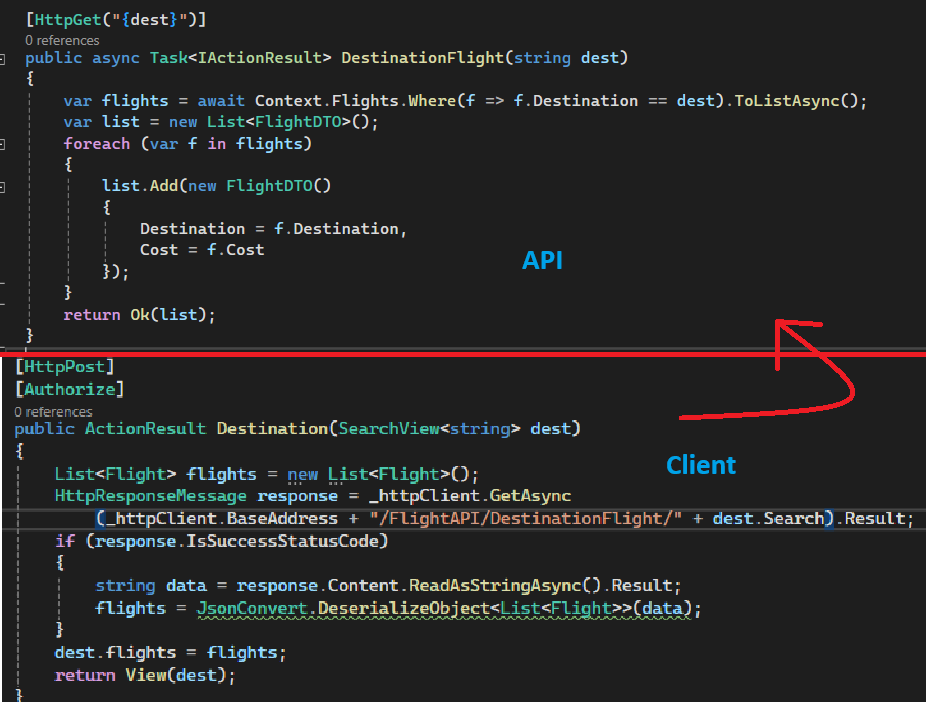 [HttpGet("{dest}")]
0 references
public async Task<IActionResult> DestinationFlight(string dest)
{
var flights = await Context.Flights.Where(f => f.Destination == dest).ToListAsync();
var list = new List<FlightDTO>();
foreach (var f in flights)
{
list.Add(new FlightDTO()
{
Destination = f.Destination,
Cost = f.Cost
API
});
}
return Ok(list);
}
[HttpPost]
[Authorize]
0 references
public ActionResult Destination(SearchView<string> dest)
{
Client
List<Flight> flights = new List<Flight>();
HttpResponseMessage response = _httpClient.GetAsync
(_httpClient.BaseAddress + "/FlightAPI/DestinationFlight/" + dest.Search).Result;
if (response.IsSuccessStatusCode)
{
string data = response.Content.ReadAsStringAsync().Result;
flights = JsonConvert.DeserializeObject<List<Flight>>(data);
}
dest.flights = flights;
return View(dest);
}